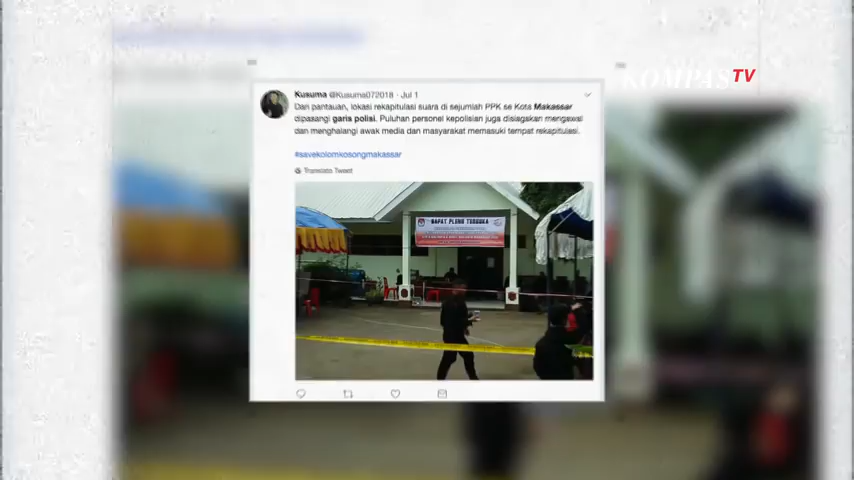 KOMPAS TV
Kusuma @Kusuma072018 · Jul 1
Dari pantauan, lokasi rekapitulasi suara di sejumlah PPK se Kota Makassar
dipasangi garis polisi. Puluhan personel kepolisian juga disiagakan mengawal
dan menghalangi awak media dan masyarakat memasuki tempat rekapitulasi.
#savekolomkosongmakassar
Translate Tweet
RAPAT PLENO TERBUKA